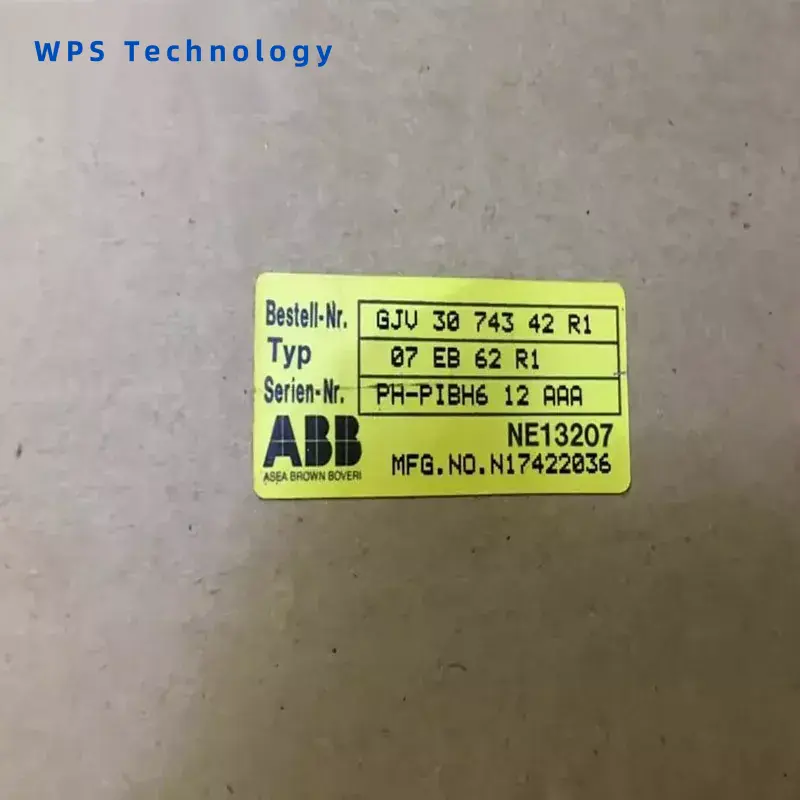 WPS Technology
Bestell-Nr. GJV 30 743 42 R1
Typ 07 EB 62 R1
Serien-Nr. PH-PIBH6 12 AAA
ABB NE13207
ASEA BROWN BOVERI MFG.NO.N17422036